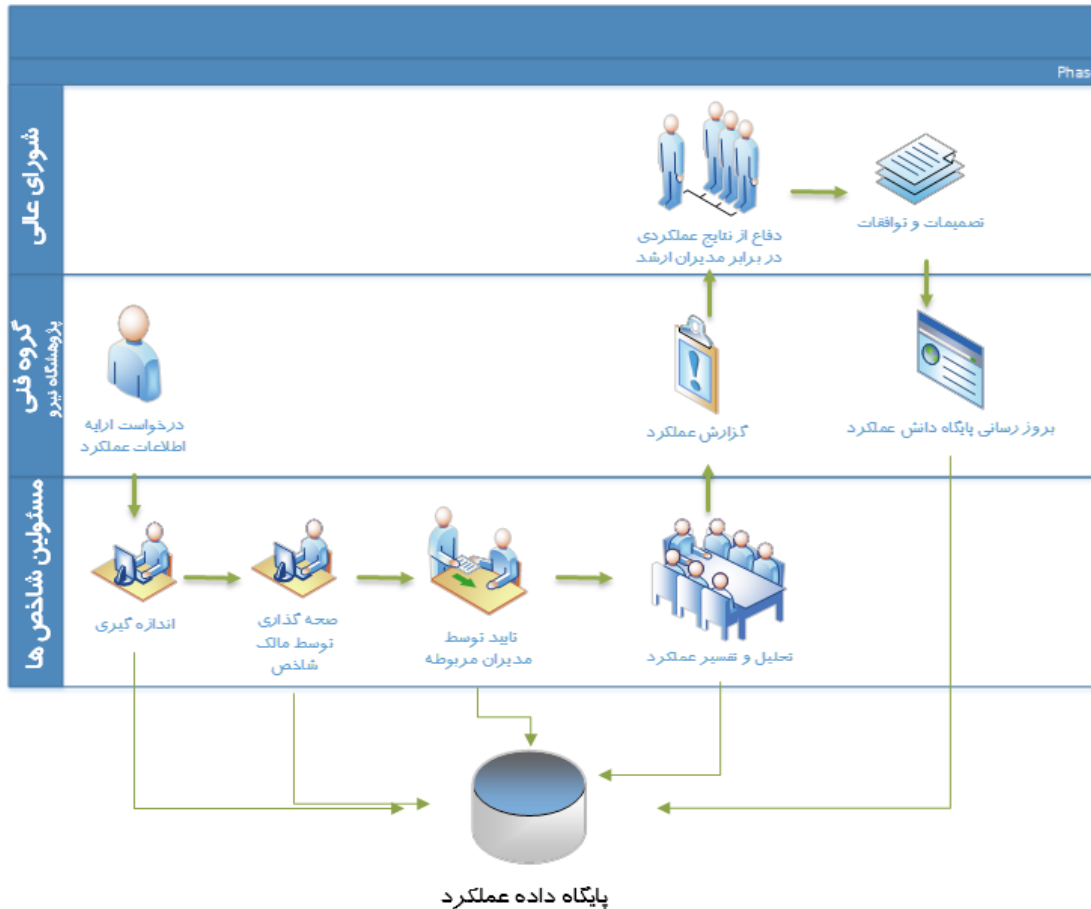 Phas
شورای عالی
دفاع از نتایج عملکردی
در برابر مدیران ارشد
تصمیمات و توافقات
گروه فنی
پژوهشگاه نیرو
درخواست ارایه
اطلاعات عملکرد
گزارش عملکرد
بروز رسانی پایگاه دانش عملکرد
مسئولین شاخص ها
اندازه گیری
صحه گذاری
توسط مالک
شاخص
تایید توسط
مدیران مربوطه
تحلیل و تفسیر عملکرد
پایگاه داده عملکرد